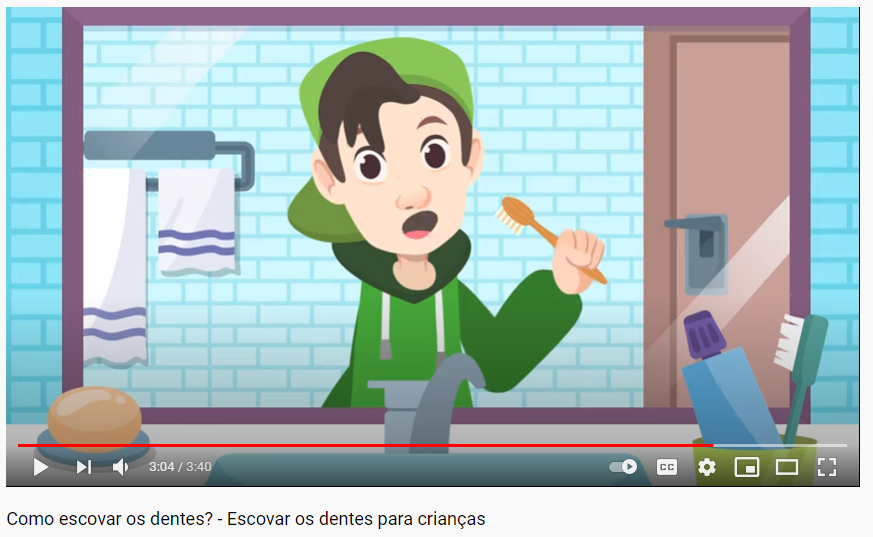 3:04 / 3:40
CC
Como escovar os dentes? - Escovar os dentes para crianças